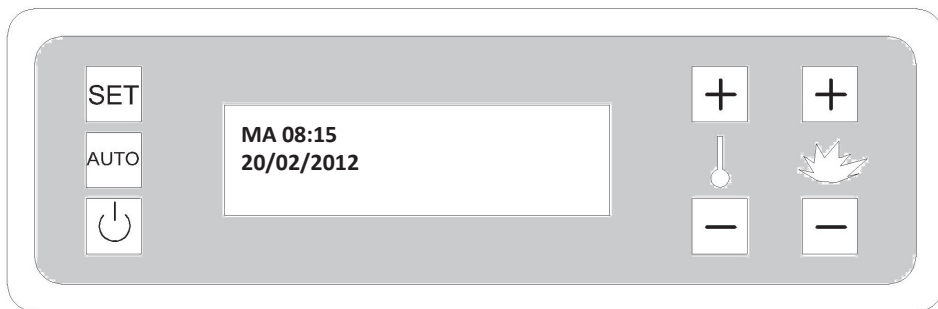 SET
AUTO
MA 08:15
20/02/2012
+
+
−
−